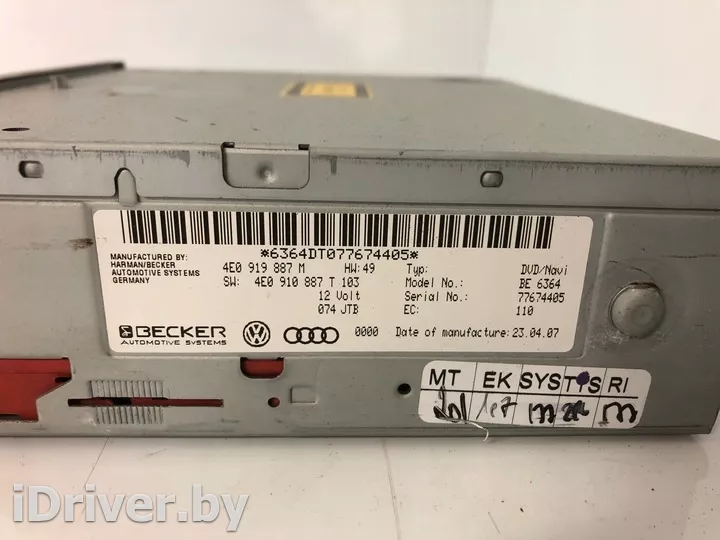 *6364DT077674405*
MANUFACTURED BY:
HARMAN/BECKER
AUTOMOTIVE SYSTEMS
GERMANY
4E0 919 887 M HW:49 Typ: DVD/Navi
SW: 4E0 910 887 T 103 Model No.: BE 6364
12 Volt Serial No.: 77674405
074 JTB EC: 110
BECKER
AUTOMOTIVE SYSTEMS
0000 Date of manufacture: 23.04.07
MT EK SYS T S RI
iDriver.by